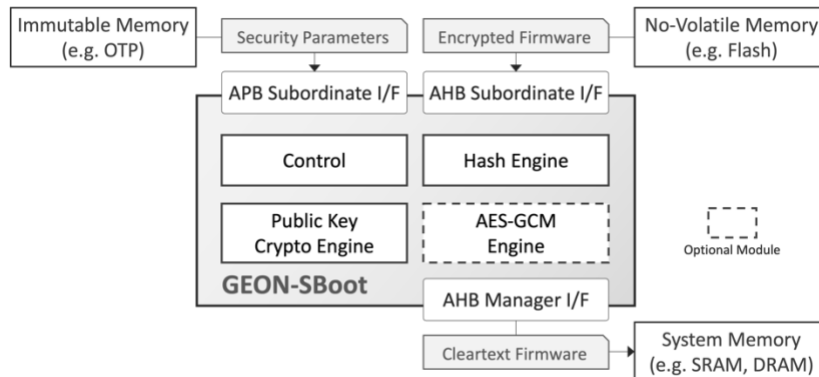 Immutable Memory
(e.g. OTP)
Security Parameters
Encrypted Firmware
No-Volatile Memory
(e.g. Flash)
APB Subordinate I/F
AHB Subordinate I/F
Control
Hash Engine
Public Key
Crypto Engine
AES-GCM
Engine
Optional Module
GEON-SBoot
AHB Manager I/F
Cleartext Firmware
System Memory
(e.g. SRAM, DRAM)